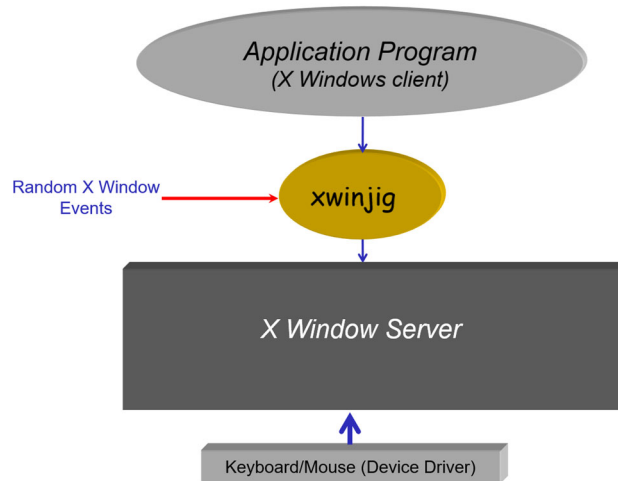 Application Program
(X Windows client)
Random X Window
Events
xwinjig
X Window Server
Keyboard/Mouse (Device Driver)